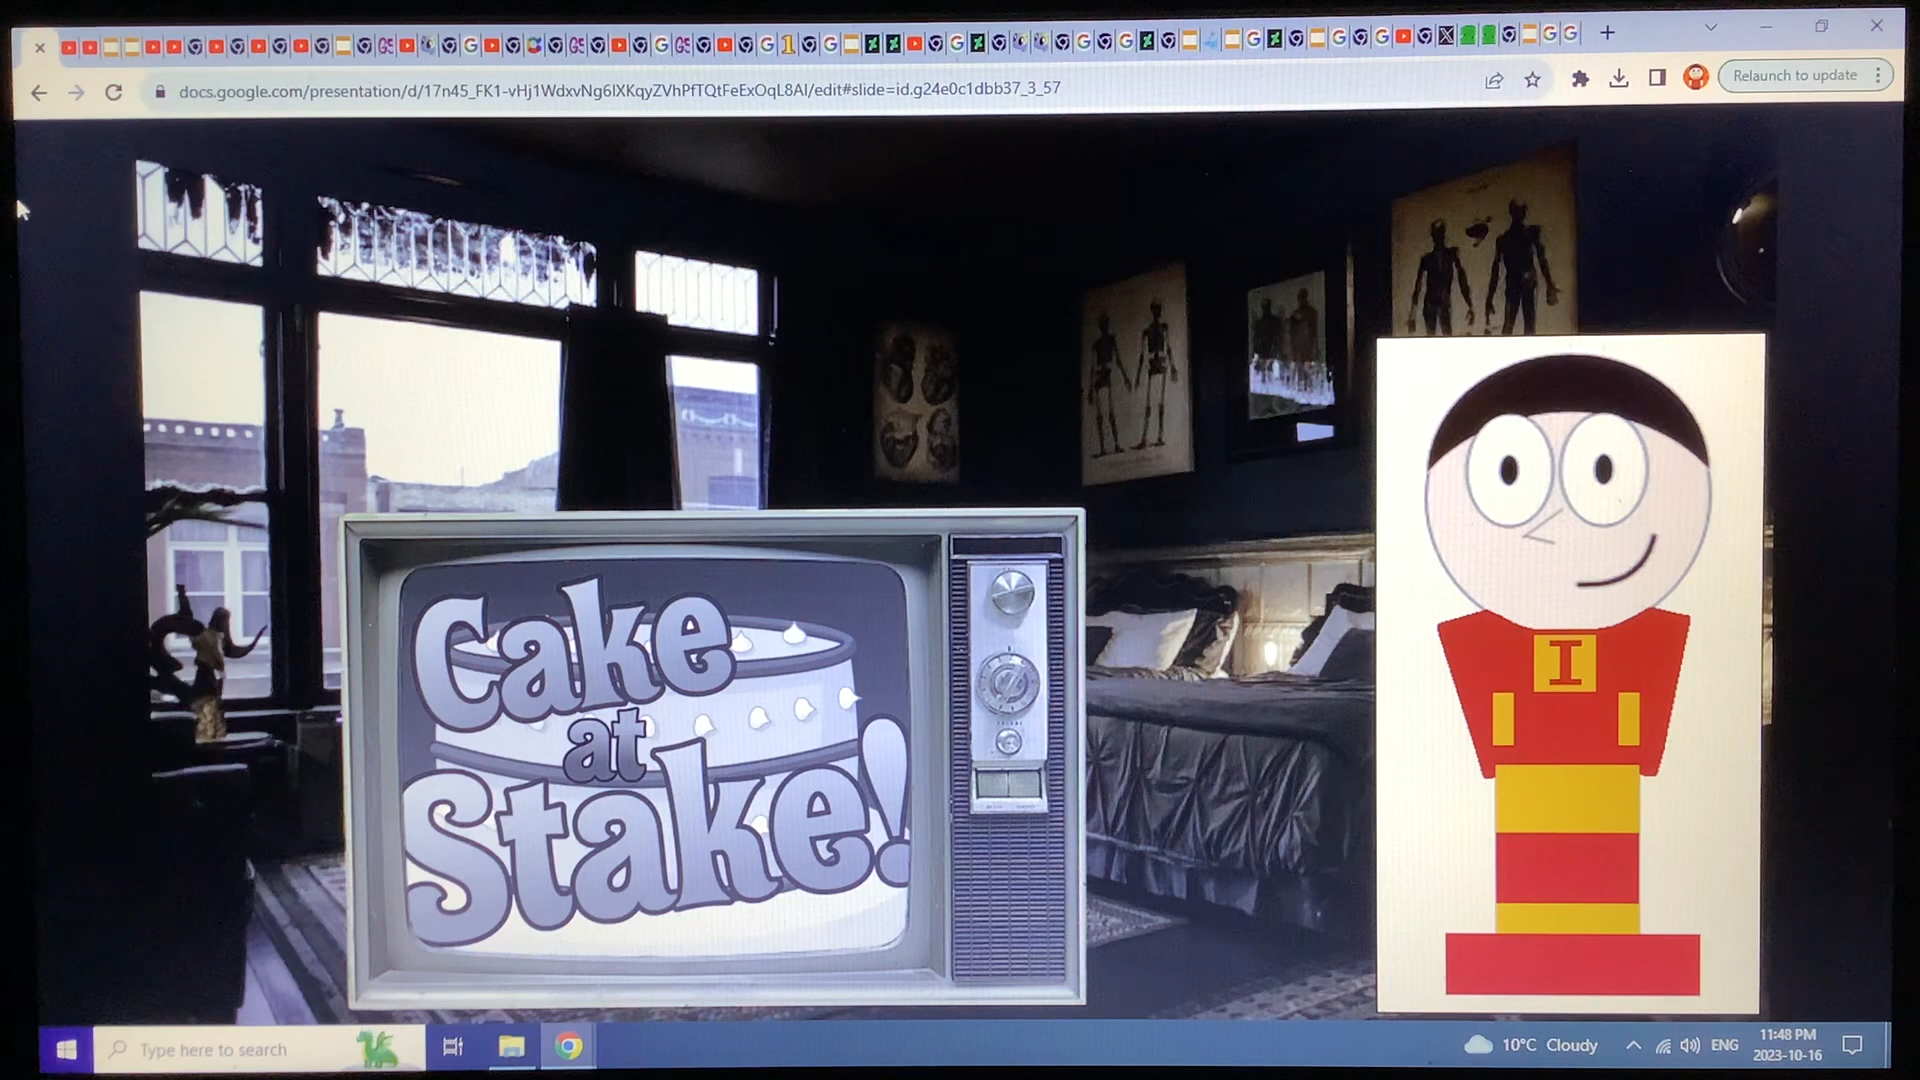 docs.google.com/presentation/d/17n45_FK1-vHj1WdxvNg6lXKqyZVhPfTQtFeExOqL8AI/edit#slide=id.g24e0c1dbb37_3_57
Relaunch to update
Cake
at
Stake!
I
Type here to search
10°C Cloudy
ENG
11:48 PM
2023-10-16